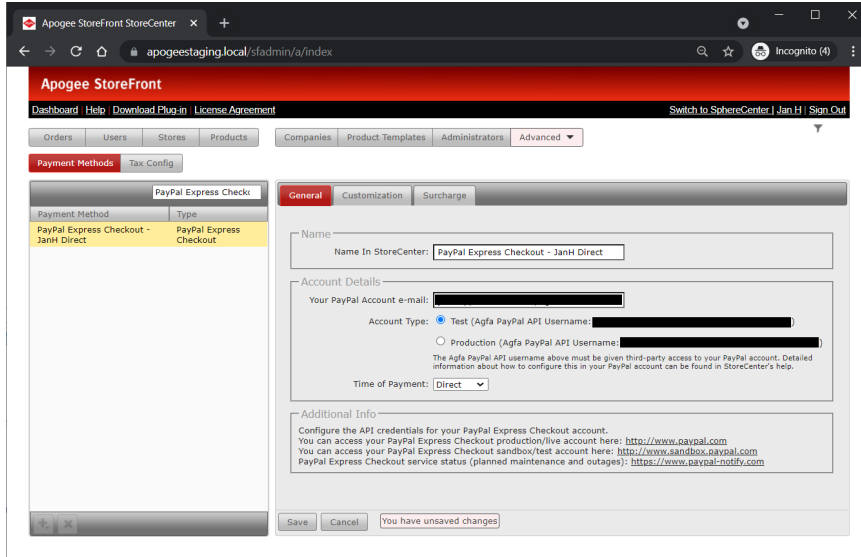 Apogee StoreFront StoreCenter
apogeestaging.local/sfadmin/a/index
Incognito (4)
Apogee StoreFront
Dashboard | Help | Download Plug-in | License Agreement
Switch to SphereCenter | Jan H | Sign Out
Orders Users Stores Products Companies Product Templates Administrators Advanced
Payment Methods Tax Config
PayPal Express Checko
General Customization Surcharge
Payment Method Type
PayPal Express Checkout - JanH Direct
PayPal Express Checkout
Name
Name In StoreCenter: PayPal Express Checkout - JanH Direct
Account Details
Your PayPal Account e-mail:
Account Type: Test (Agfa PayPal API Username: )
Production (Agfa PayPal API Username: )
The Agfa PayPal API username above must be given third-party access to your PayPal account. Detailed
information about how to configure this in your PayPal account can be found in StoreCenter's help.
Time of Payment: Direct
Additional Info
Configure the API credentials for your PayPal Express Checkout account.
You can access your PayPal Express Checkout production/live account here: http://www.paypal.com
You can access your PayPal Express Checkout sandbox/test account here: http://www.sandbox.paypal.com
PayPal Express Checkout service status (planned maintenance and outages): https://www.paypal-notify.com
Save Cancel You have unsaved changes